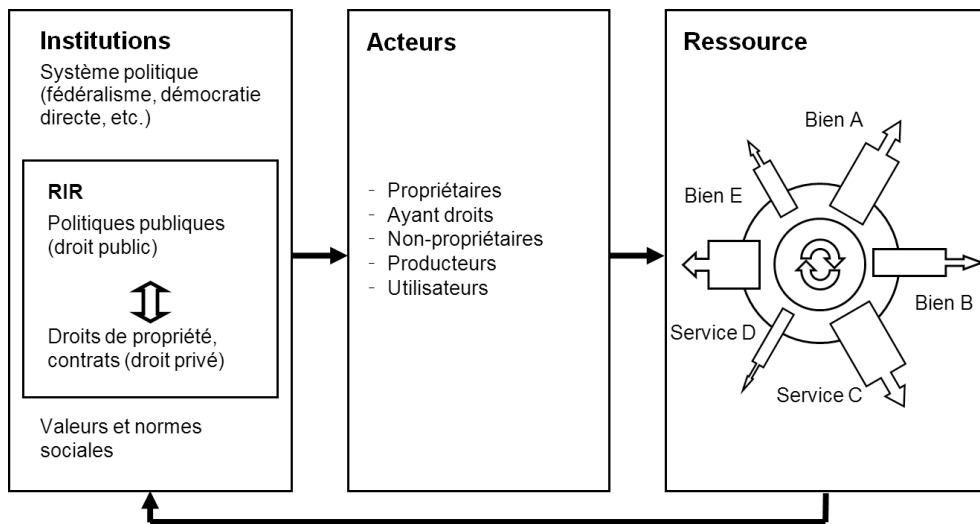 Institutions
Système politique
(fédéralisme, démocratie
directe, etc.)
RIR
Politiques publiques
(droit public)
Droits de propriété,
contrats (droit privé)
Valeurs et normes
sociales
Acteurs
- Propriétaires
- Ayant droits
- Non-propriétaires
- Producteurs
- Utilisateurs
Ressource
Bien A
Bien E
Bien B
Service D
Service C